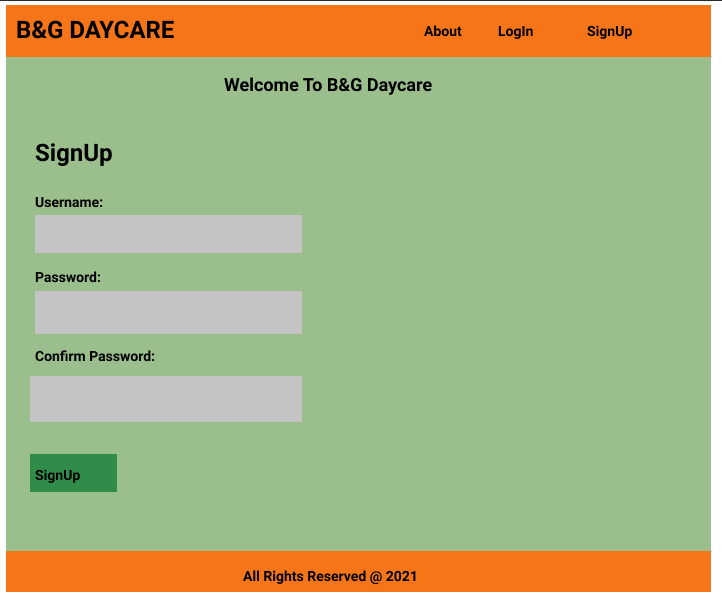 B&G DAYCARE About LogIn SignUp
Welcome To B&G Daycare
SignUp
Username:
Password:
Confirm Password:
SignUp
All Rights Reserved @ 2021